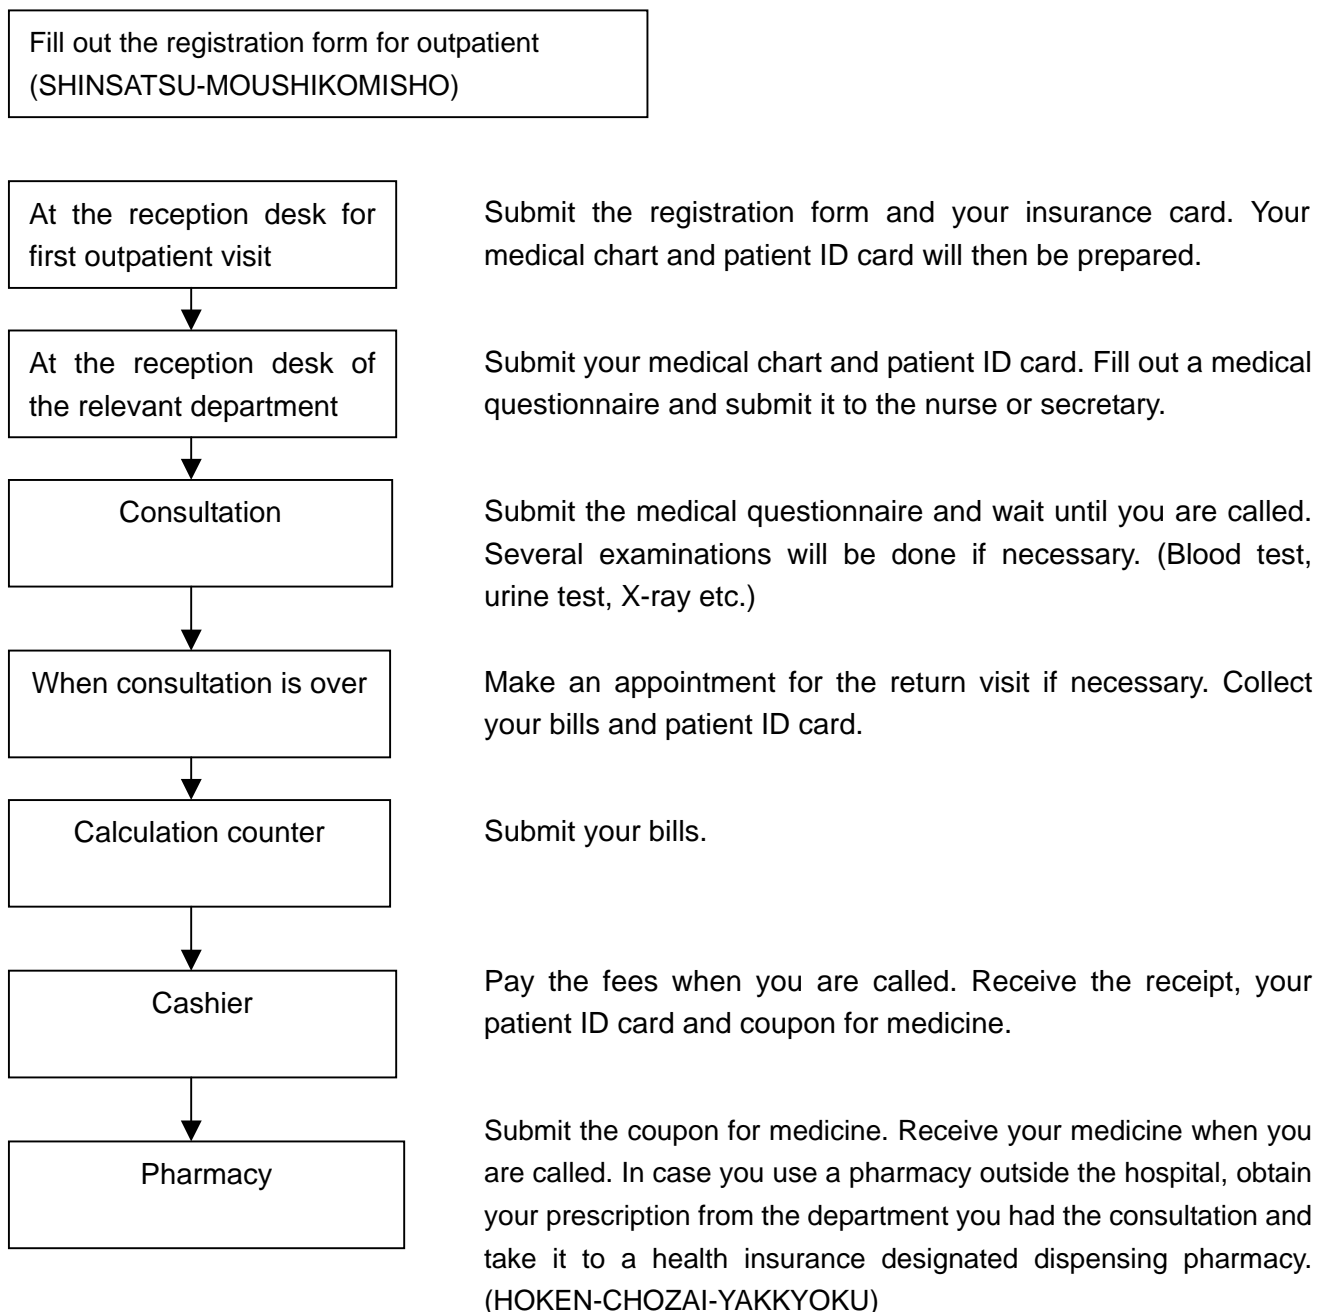 Fill out the registration form for outpatient
(SHINSATSU-MOUSHIKOMISHO)
At the reception desk for
first outpatient visit
Submit the registration form and your insurance card. Your
medical chart and patient ID card will then be prepared.
At the reception desk of
the relevant department
Submit your medical chart and patient ID card. Fill out a medical
questionnaire and submit it to the nurse or secretary.
Consultation
Submit the medical questionnaire and wait until you are called.
Several examinations will be done if necessary. (Blood test,
urine test, X-ray etc.)
When consultation is over
Make an appointment for the return visit if necessary. Collect
your bills and patient ID card.
Calculation counter
Submit your bills.
Cashier
Pay the fees when you are called. Receive the receipt, your
patient ID card and coupon for medicine.
Pharmacy
Submit the coupon for medicine. Receive your medicine when you
are called. In case you use a pharmacy outside the hospital, obtain
your prescription from the department you had the consultation and
take it to a health insurance designated dispensing pharmacy.
(HOKEN-CHOZAI-YAKKYOKU)